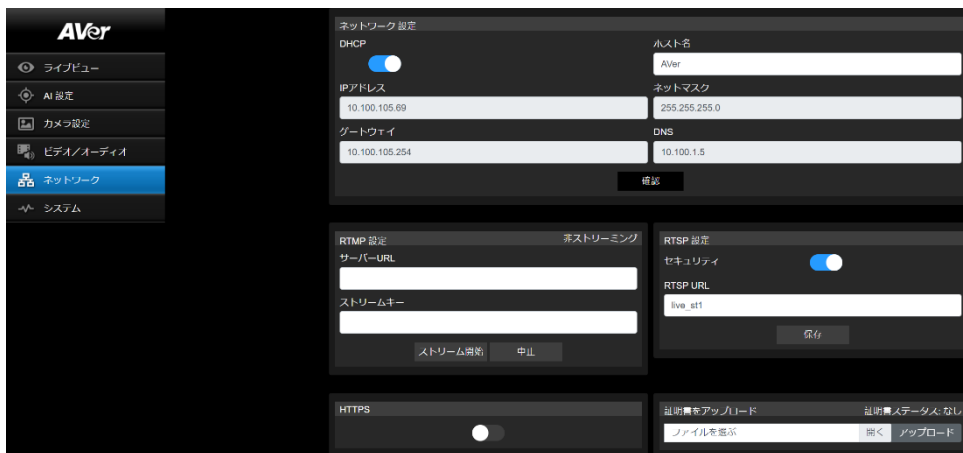 AVer
ライブビュー
AI 設定
カメラ設定
ビデオ/オーディオ
ネットワーク
システム
ネットワーク 設定
DHCP
ホスト名
AVer
IPアドレス
ネットマスク
10.100.105.69
255.255.255.0
ゲートウェイ
DNS
10.100.105.254
10.100.1.5
確認
RTMP 設定
非ストリーミング
サーバーURL
ストリームキー
ストリーム開始
中止
RTSP 設定
セキュリティ
RTSP URL
live_st1
保存
HTTPS
証明書をアップロード
証明書ステータス: なし
ファイルを選ぶ
開く
アップロード